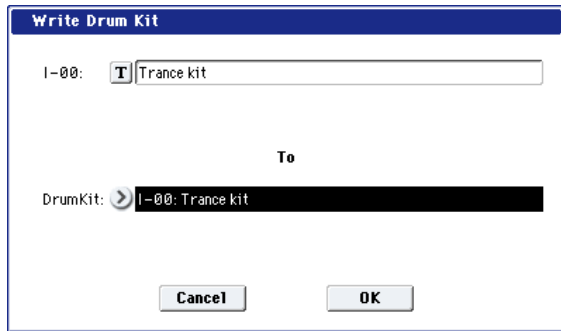 Write Drum Kit
I-00: T Trance kit
To
DrumKit: I-00: Trance kit
Cancel OK